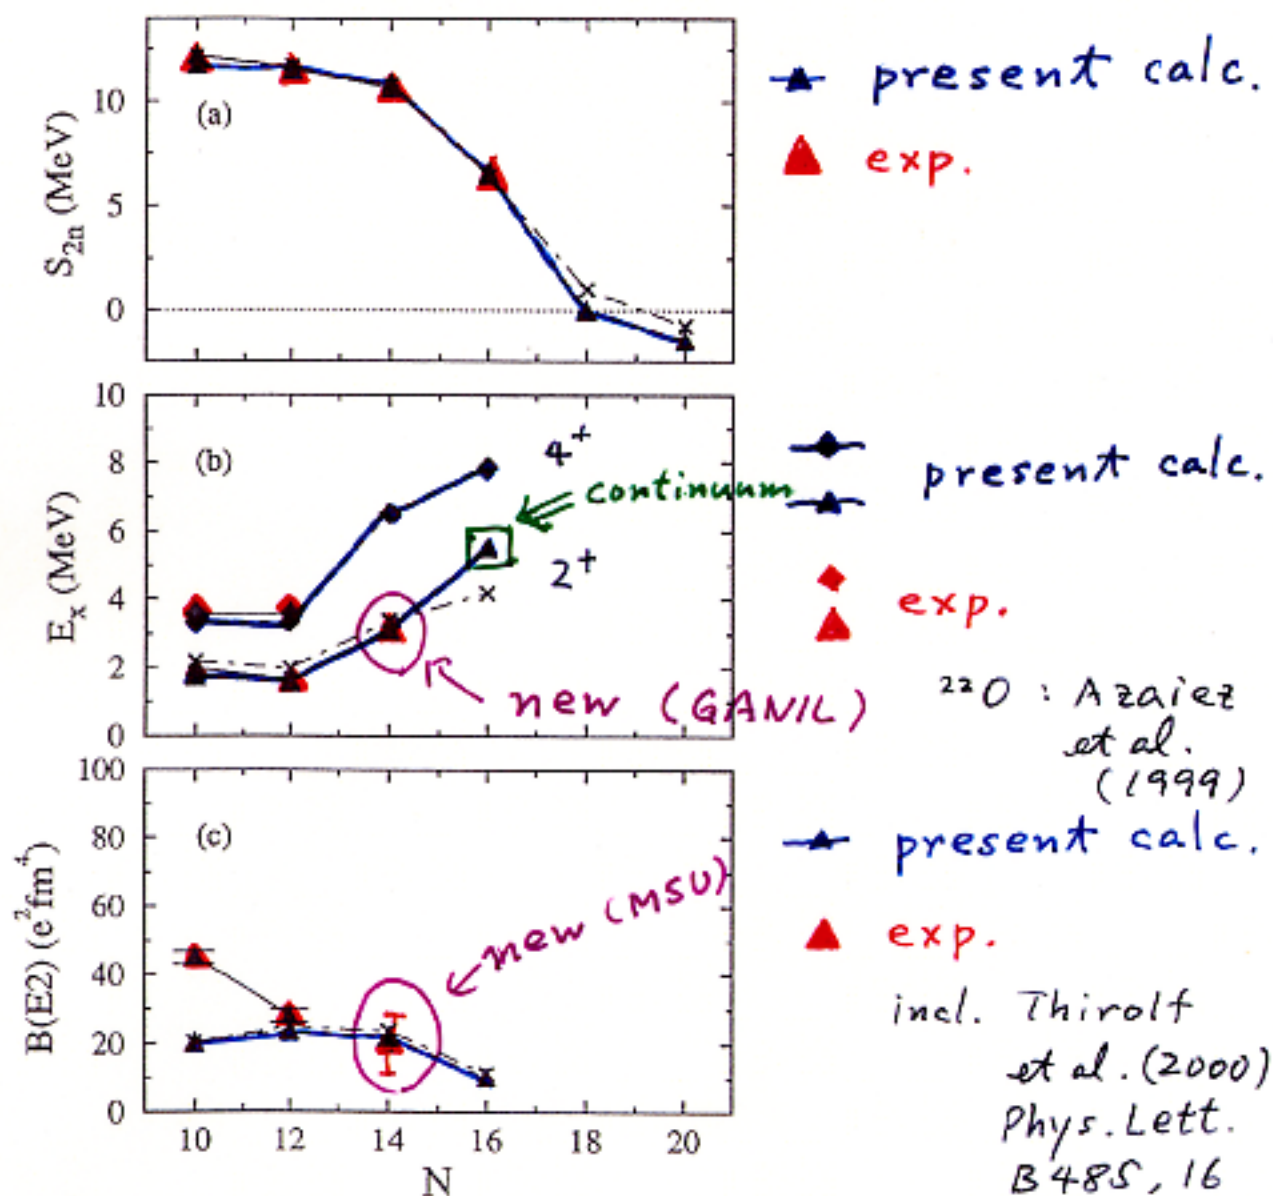 10
5
0
S2n (MeV)
(a)
present calc.
exp.
10
8
6
4
2
0
Ex (MeV)
(b)
4+
continuum
2+
new (GANIL)
present calc.
exp.
22O : Azaiez
et al.
(1999)
100
80
60
40
20
0
B(E2) (e2fm4)
(c)
new (MSU)
10 12 14 16 18 20
N
present calc.
exp.
incl. Thirolf
et al. (2000)
Phys. Lett.
B 485, 16